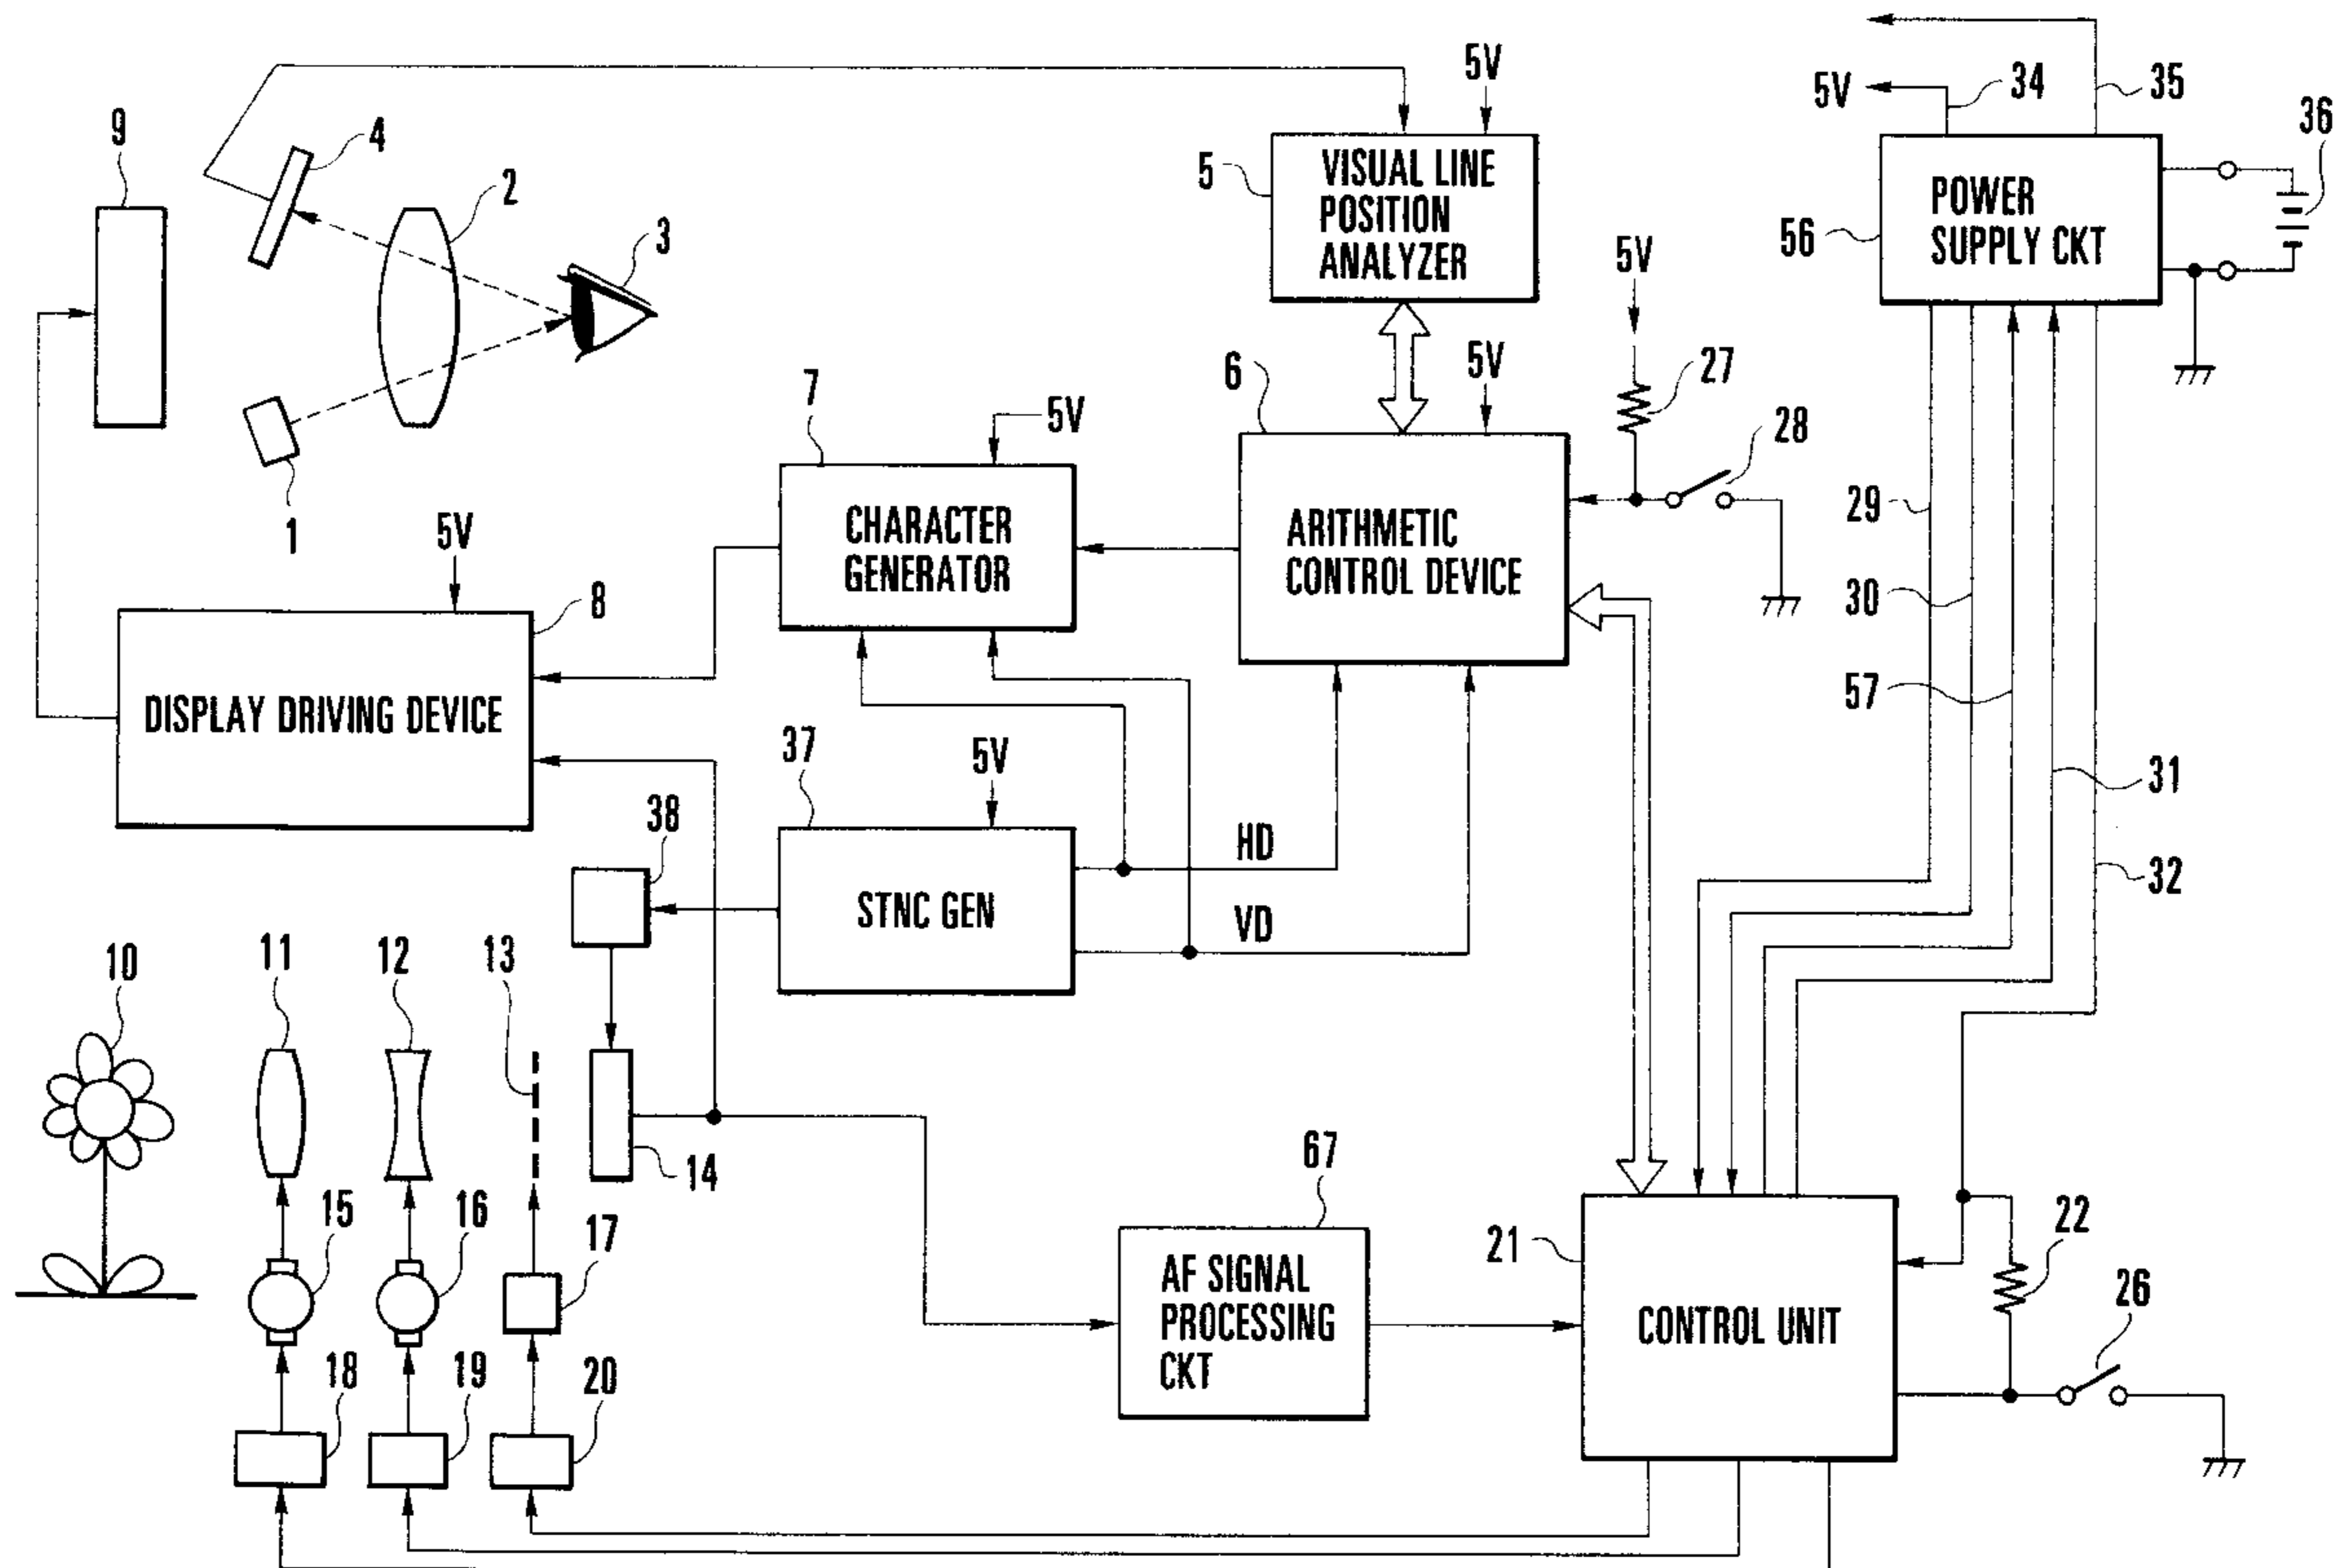 5V
34
35
36
9
4
2
5
VISUAL LINE
POSITION
ANALYZER
5V
56
POWER
SUPPLY CKT
3
5V
27
6
5V
28
7
5V
1
5V
8
CHARACTER
GENERATOR
ARITHMETIC
CONTROL DEVICE
29
30
57
31
32
DISPLAY DRIVING DEVICE
37
5V
38
STNC GEN
HD
VD
10
11
12
13
14
15
16
17
67
21
22
AF SIGNAL
PROCESSING
CKT
CONTROL UNIT
26
18
19
20